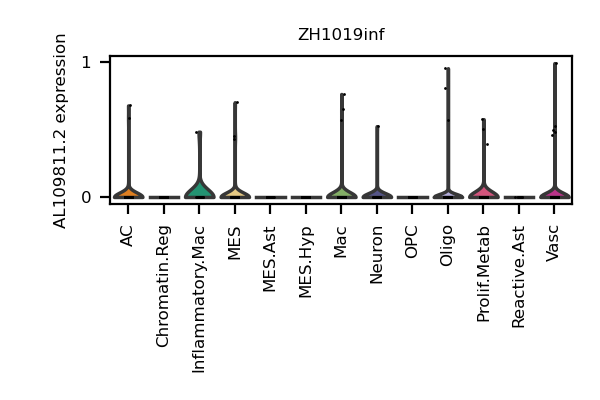 ZH1019inf
AL109811.2 expression
1
0
AC
Chromatin.Reg
Inflammatory.Mac
MES
MES.Ast
MES.Hyp
Mac
Neuron
OPC
Oligo
Prolif.Metab
Reactive.Ast
Vasc